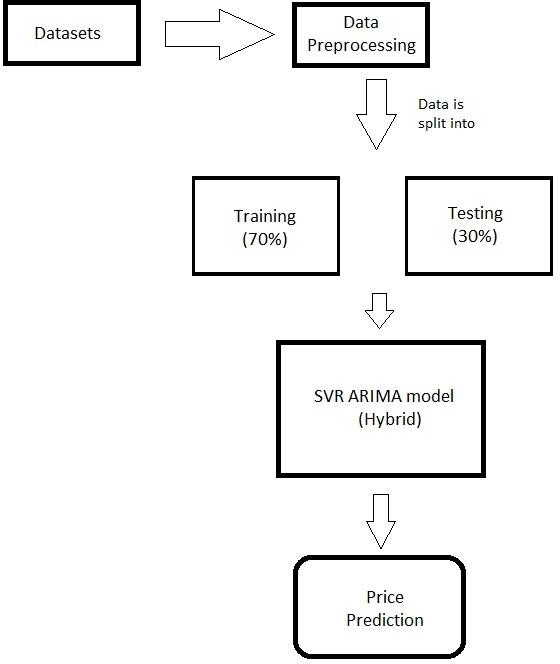 Datasets
Data
Preprocessing
Data is
split into
Training
(70%)
Testing
(30%)
SVR ARIMA model
(Hybrid)
Price
Prediction